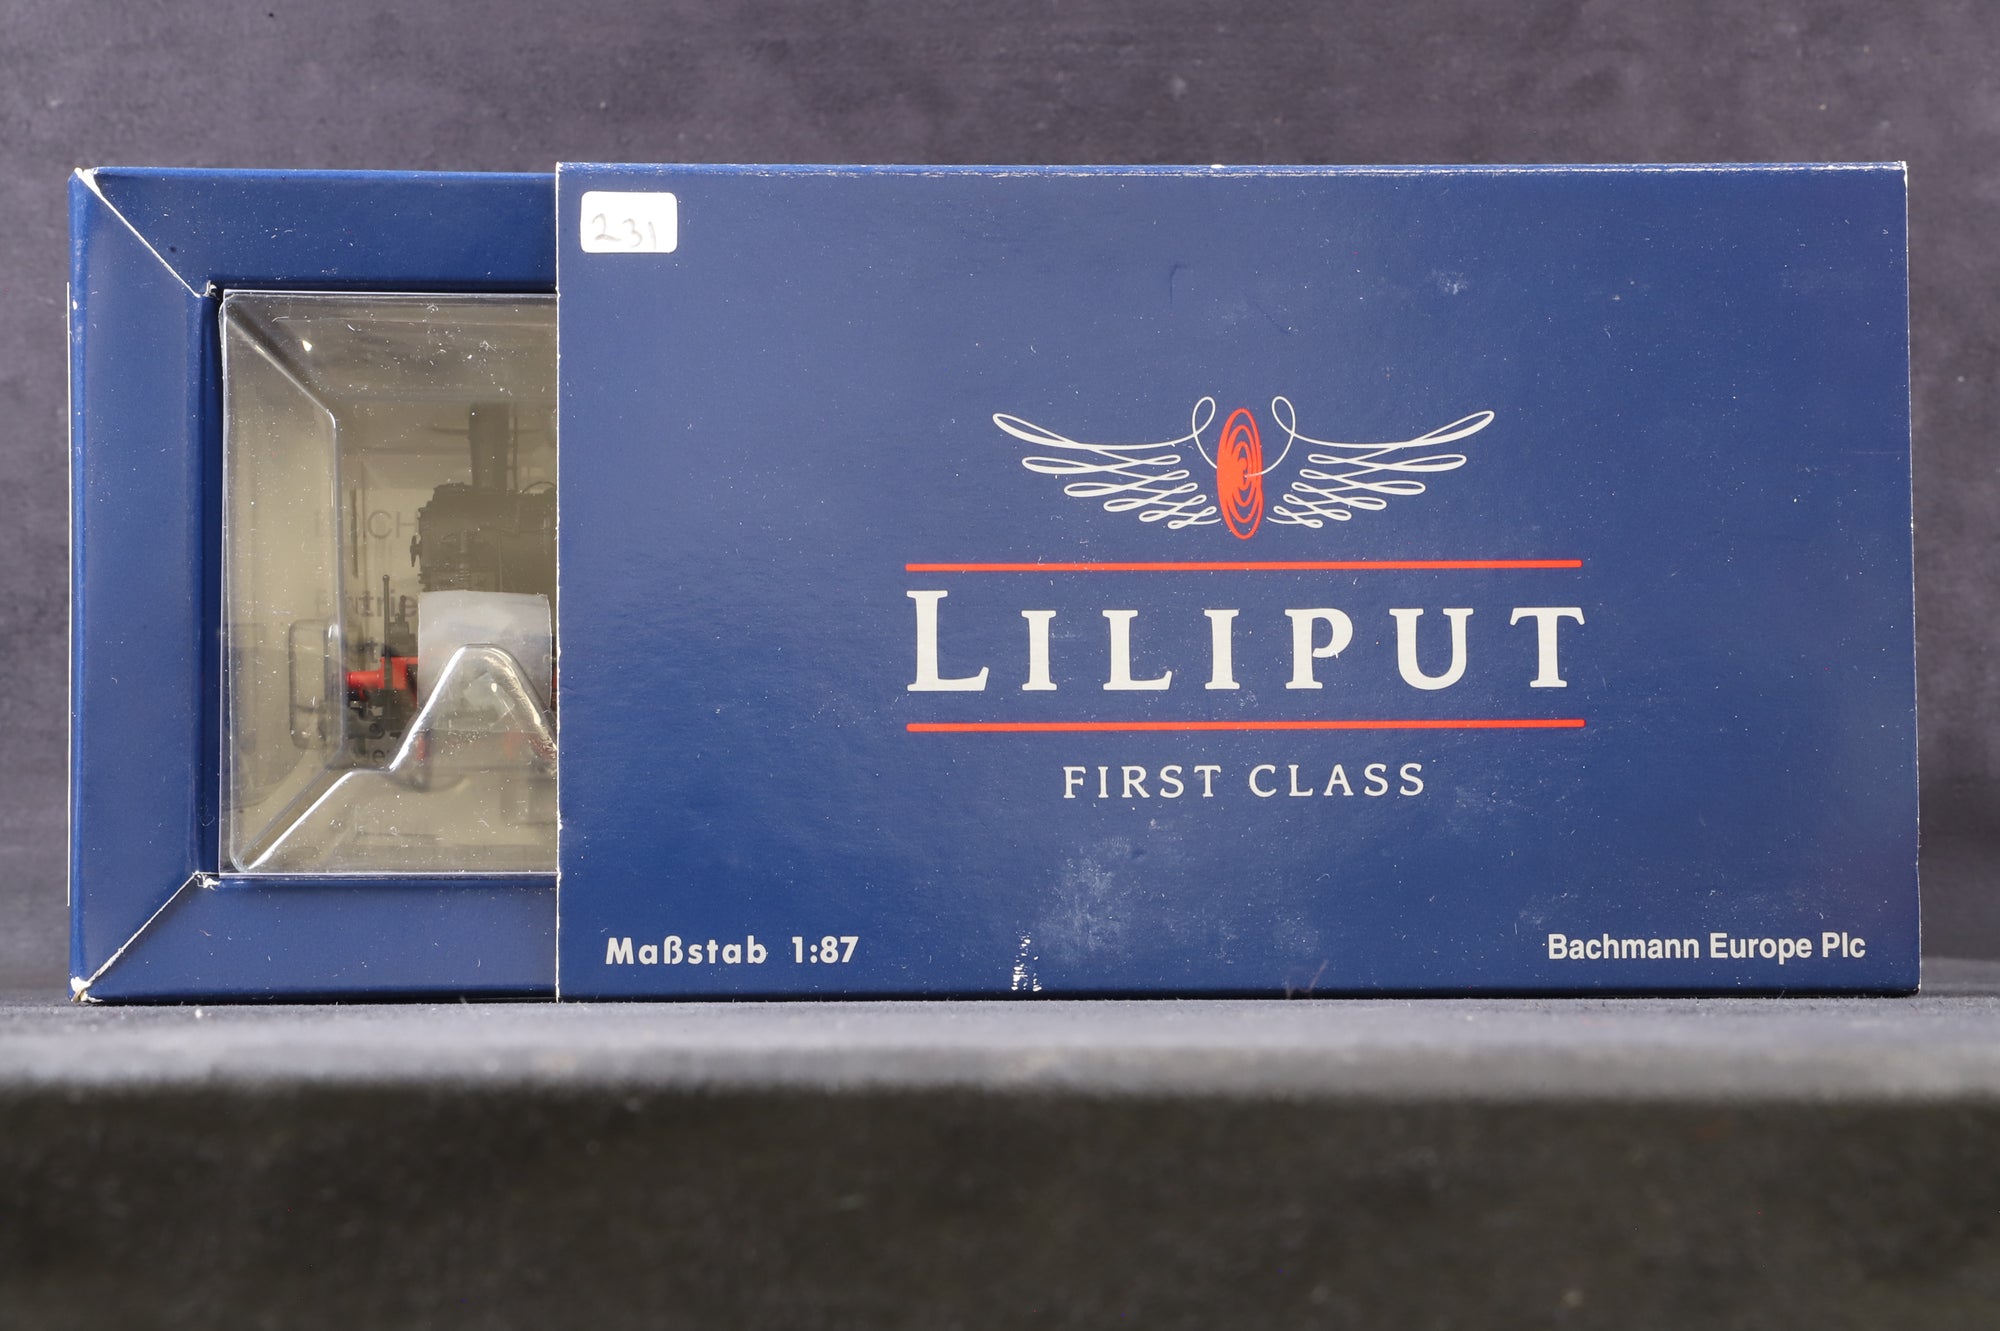 231
LILIPUT
FIRST CLASS
Maßstab 1:87
Bachmann Europe Plc